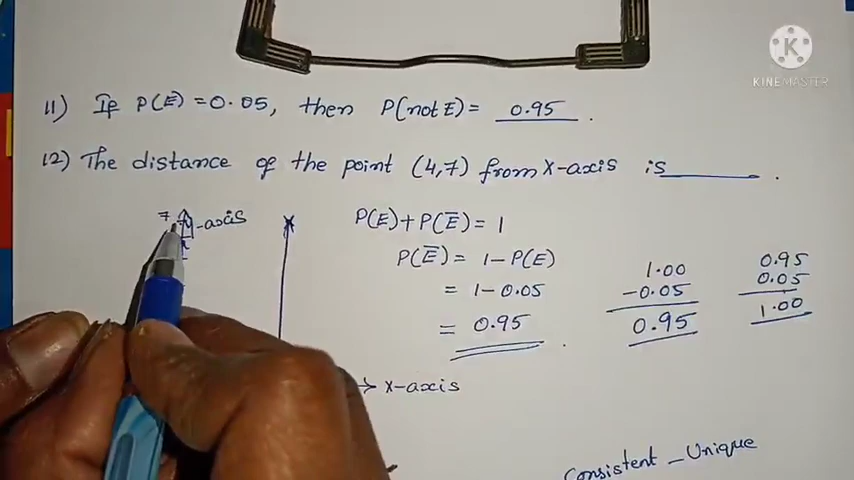 K
KINEMASTER
11) If P(E) = 0.05, then P(not E) = 0.95 .
12) The distance of the point (4,7) from X-axis is ______ .
7 y-axis
P(E) + P(E̅) = 1
P(E̅) = 1 - P(E)
= 1 - 0.05
= 0.95 .
1.00
-0.05
0.95
0.95
0.05
1.00
→ x-axis
Consistent - Unique